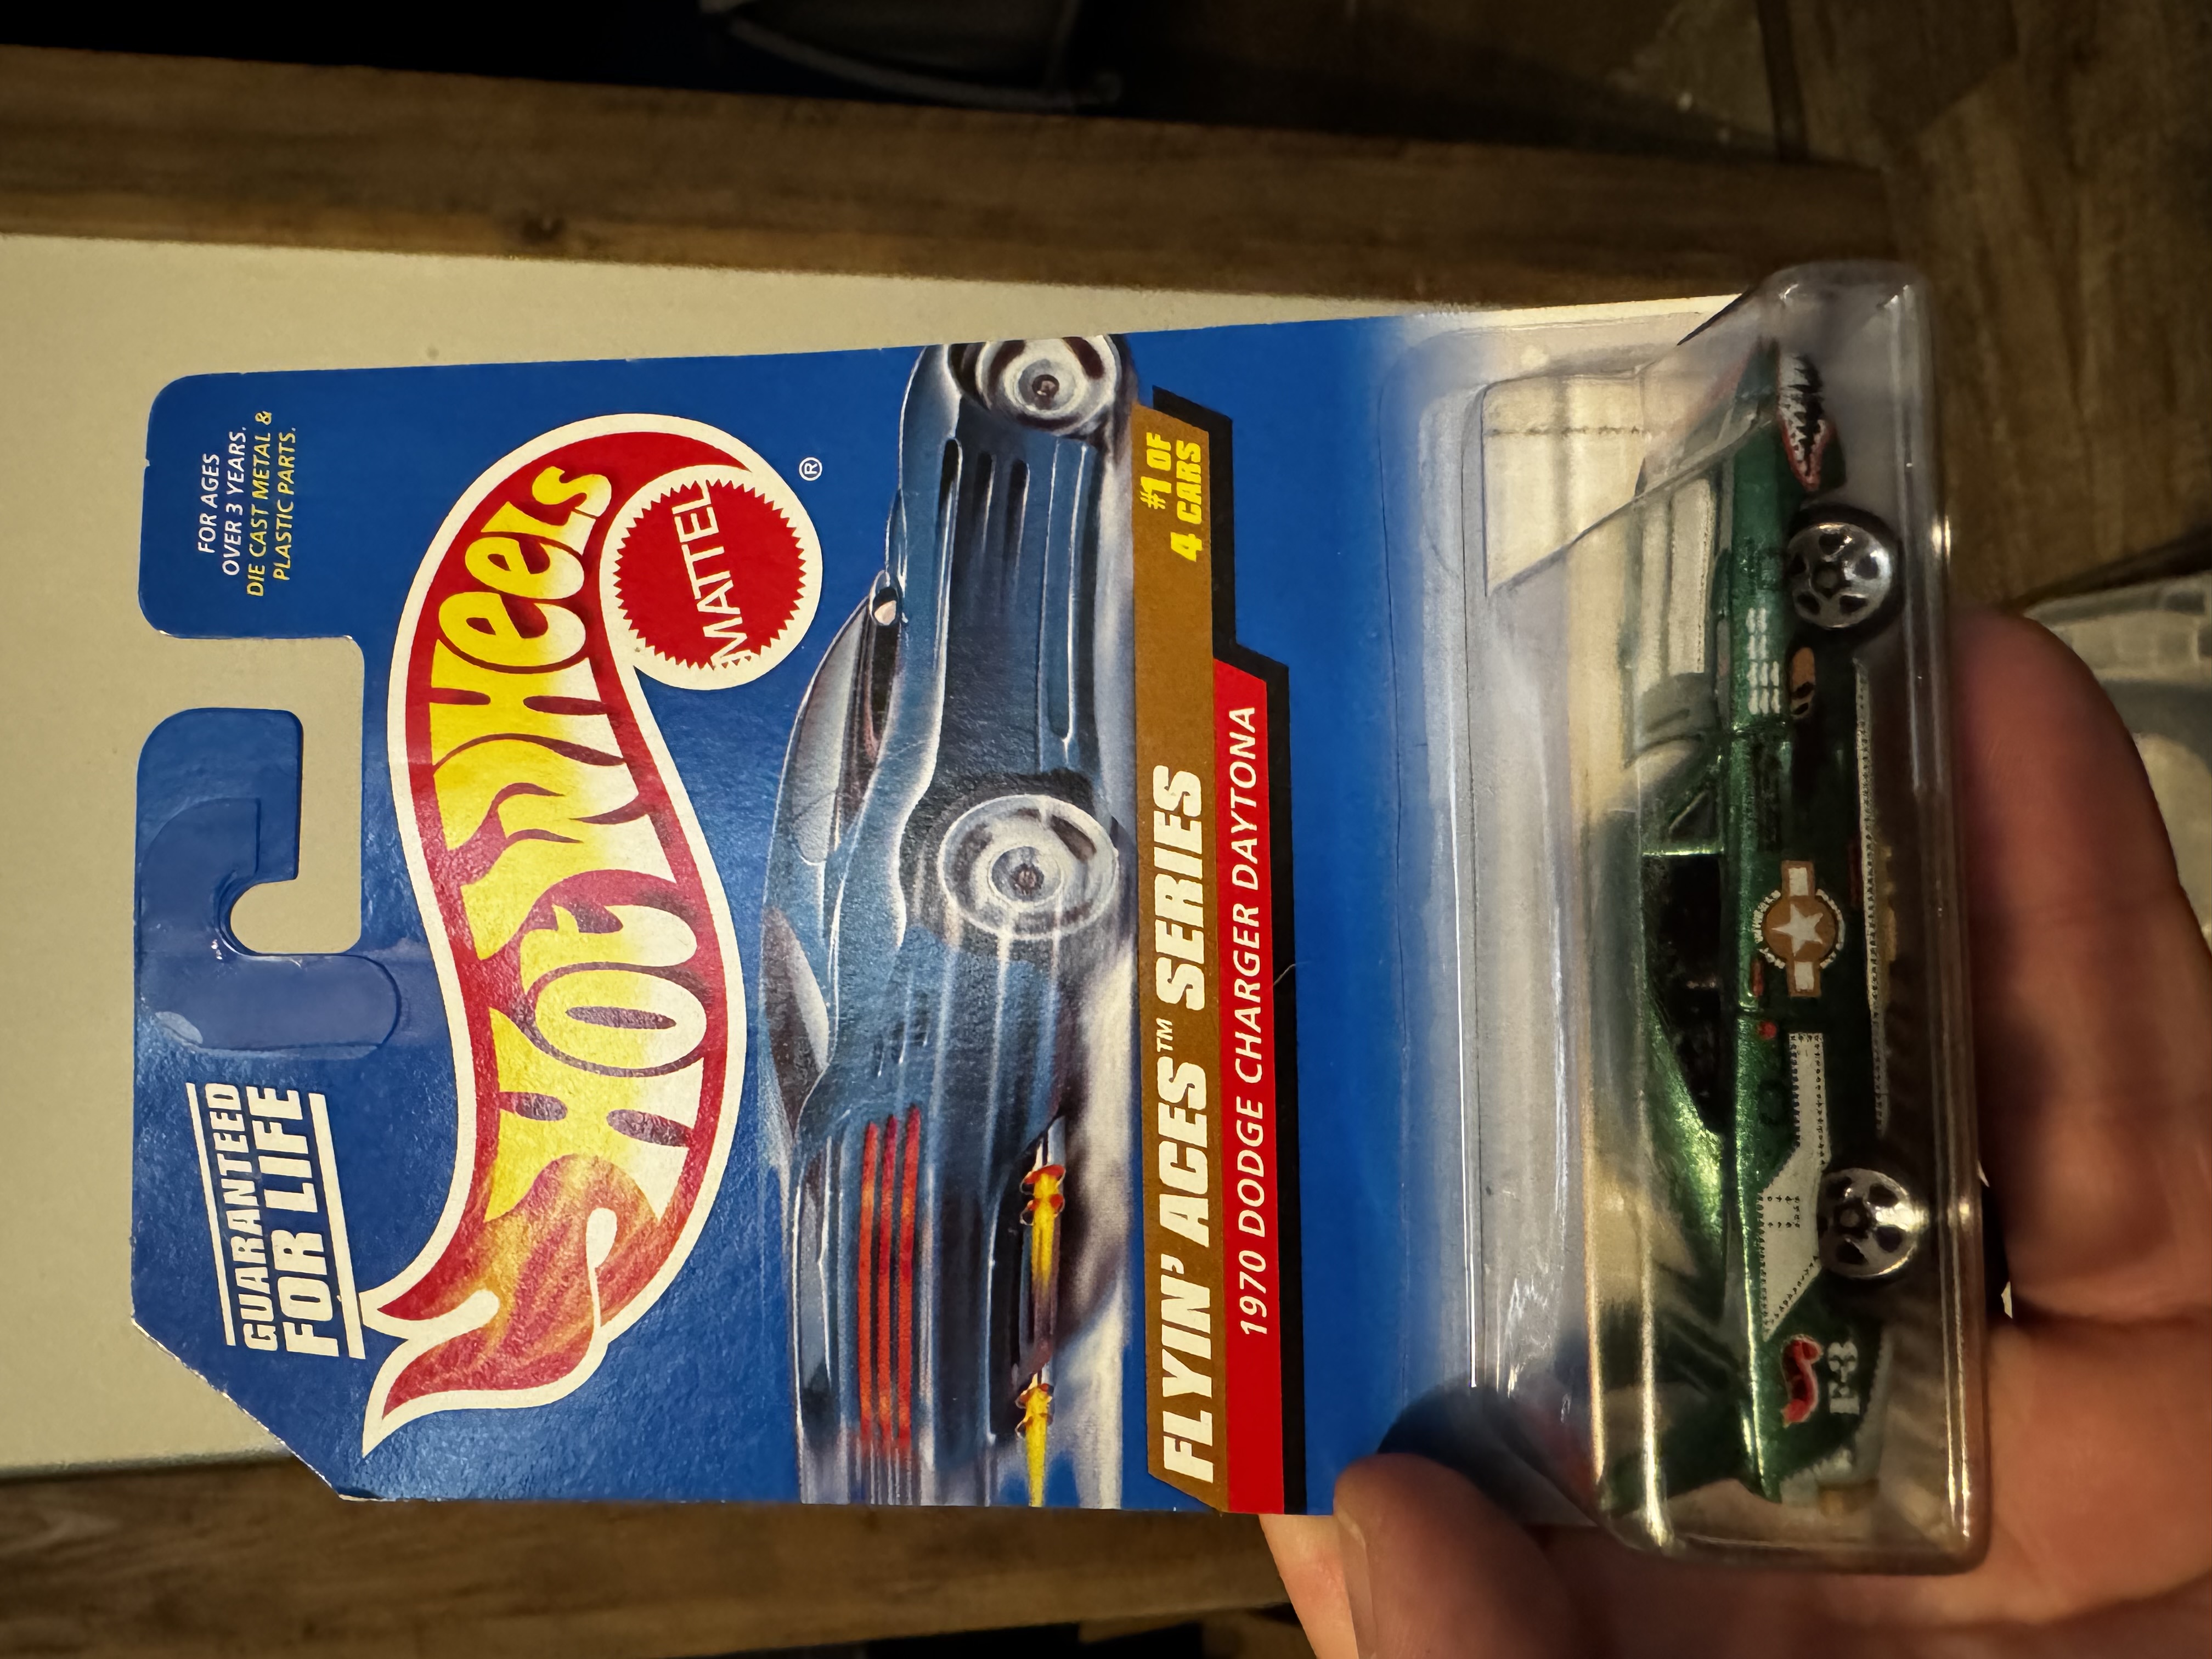 GUARANTEED
FOR LIFE
FOR AGES
OVER 3 YEARS.
DIE CAST METAL &
PLASTIC PARTS.
Hot Wheels
MATTEL
®
FLYIN' ACES™ SERIES
#1 OF
4 CARS
1970 DODGE CHARGER DAYTONA
F-3